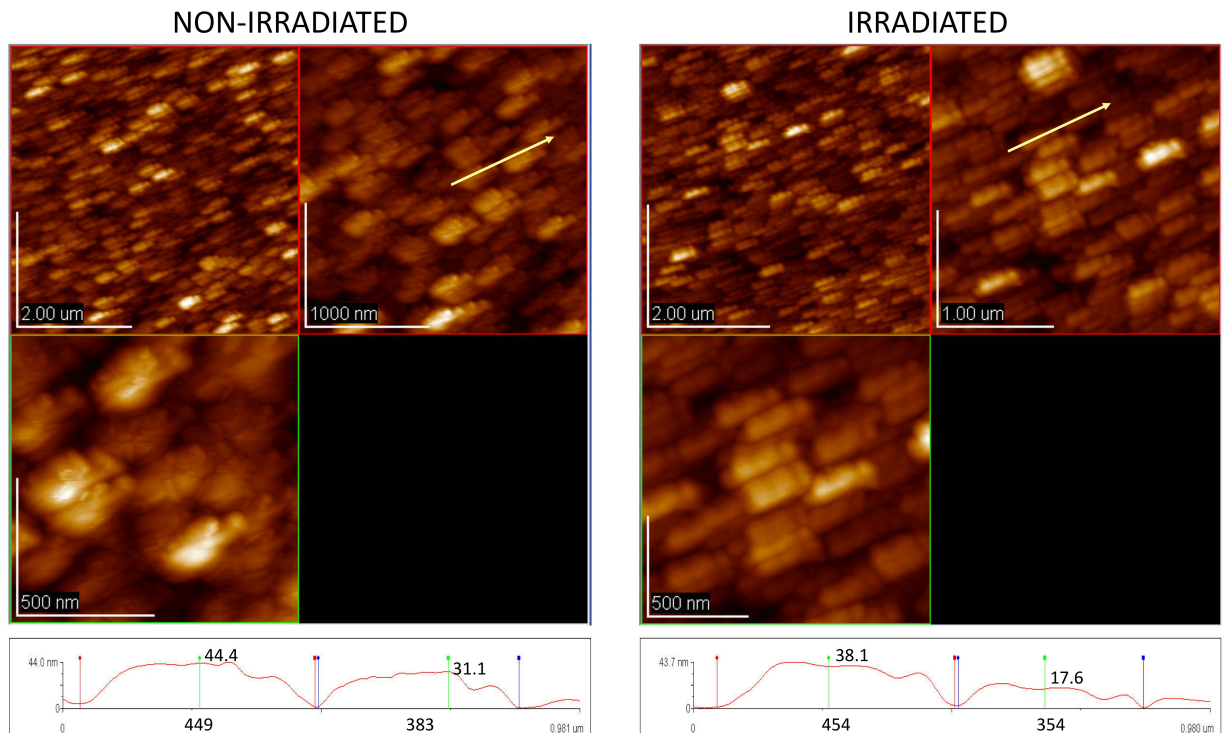 NON-IRRADIATED
IRRADIATED
2.00 um
1000 nm
2.00 um
1.00 um
500 nm
500 nm
44.0 nm
44.4
31.1
0
0
449
383
0.981 um
43.7 nm
38.1
17.6
0
0
454
354
0.980 um